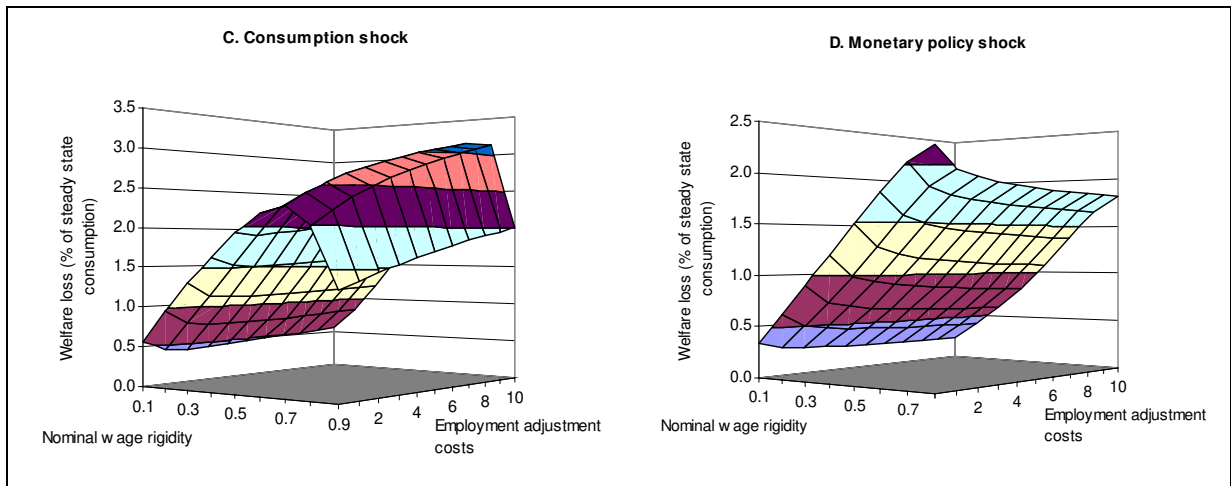 C. Consumption shock
Welfare loss (% of steady state
consumption)
3.5
3.0
2.5
2.0
1.5
1.0
0.5
0.0
0.1
0.3
0.5
0.7
0.9
2
4
6
8
10
Nominal wage rigidity
Employment adjustment
costs
D. Monetary policy shock
Welfare loss (% of steady state
consumption)
2.5
2.0
1.5
1.0
0.5
0.0
0.1
0.3
0.5
0.7
2
4
6
8
10
Nominal wage rigidity
Employment adjustment
costs